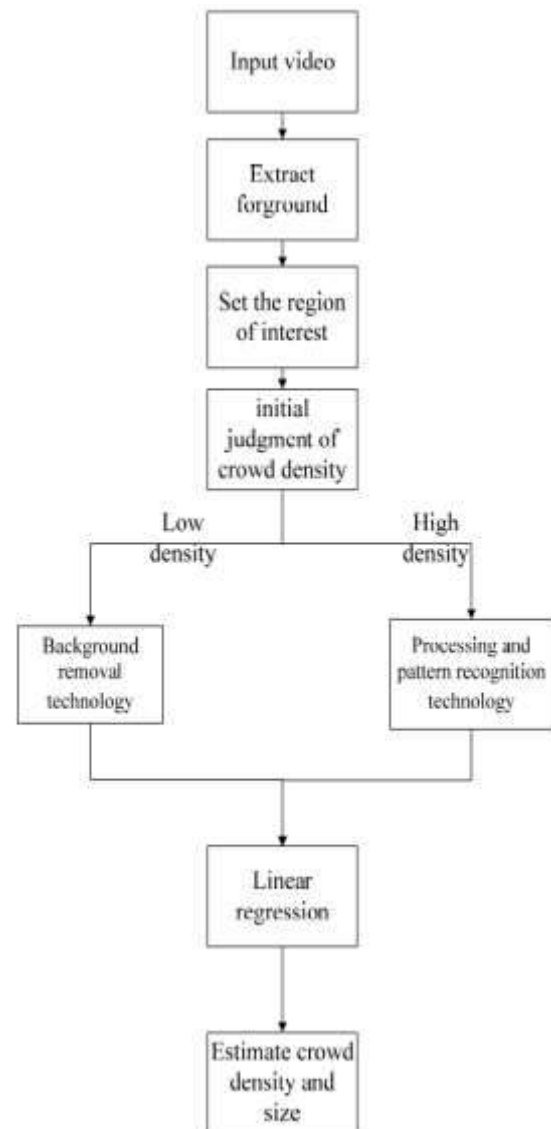 Input video
Extract
forground
Set the region
of interest
initial
judgment of
crowd density
Low
density
High
density
Background
removal
technology
Processing and
pattern recognition
technology
Linear
regression
Estimate crowd
density and
size